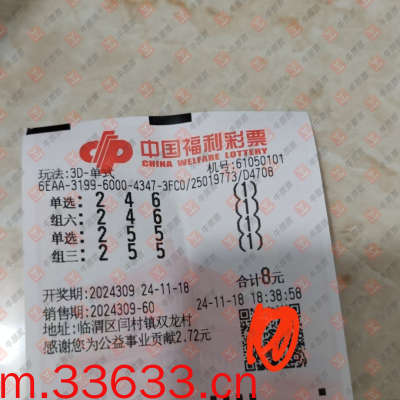 中国福利彩票
CHINA WELFARE LOTTERY
玩法:3D-单式 机号:61050101
6EAA-3199-6000-4347-3FC0/25019773/D4708
单选: 2 4 6 (1)
组六: 2 4 6 (1)
单选: 2 5 5 (1)
组三: 2 5 5 (1)
合计8元
开奖期:2024309 24-11-18
销售期:2024309-60 24-11-18 18:38:58
地址:临渭区闫村镇双龙村
感谢您为公益事业贡献2.72元
m.33633.cn